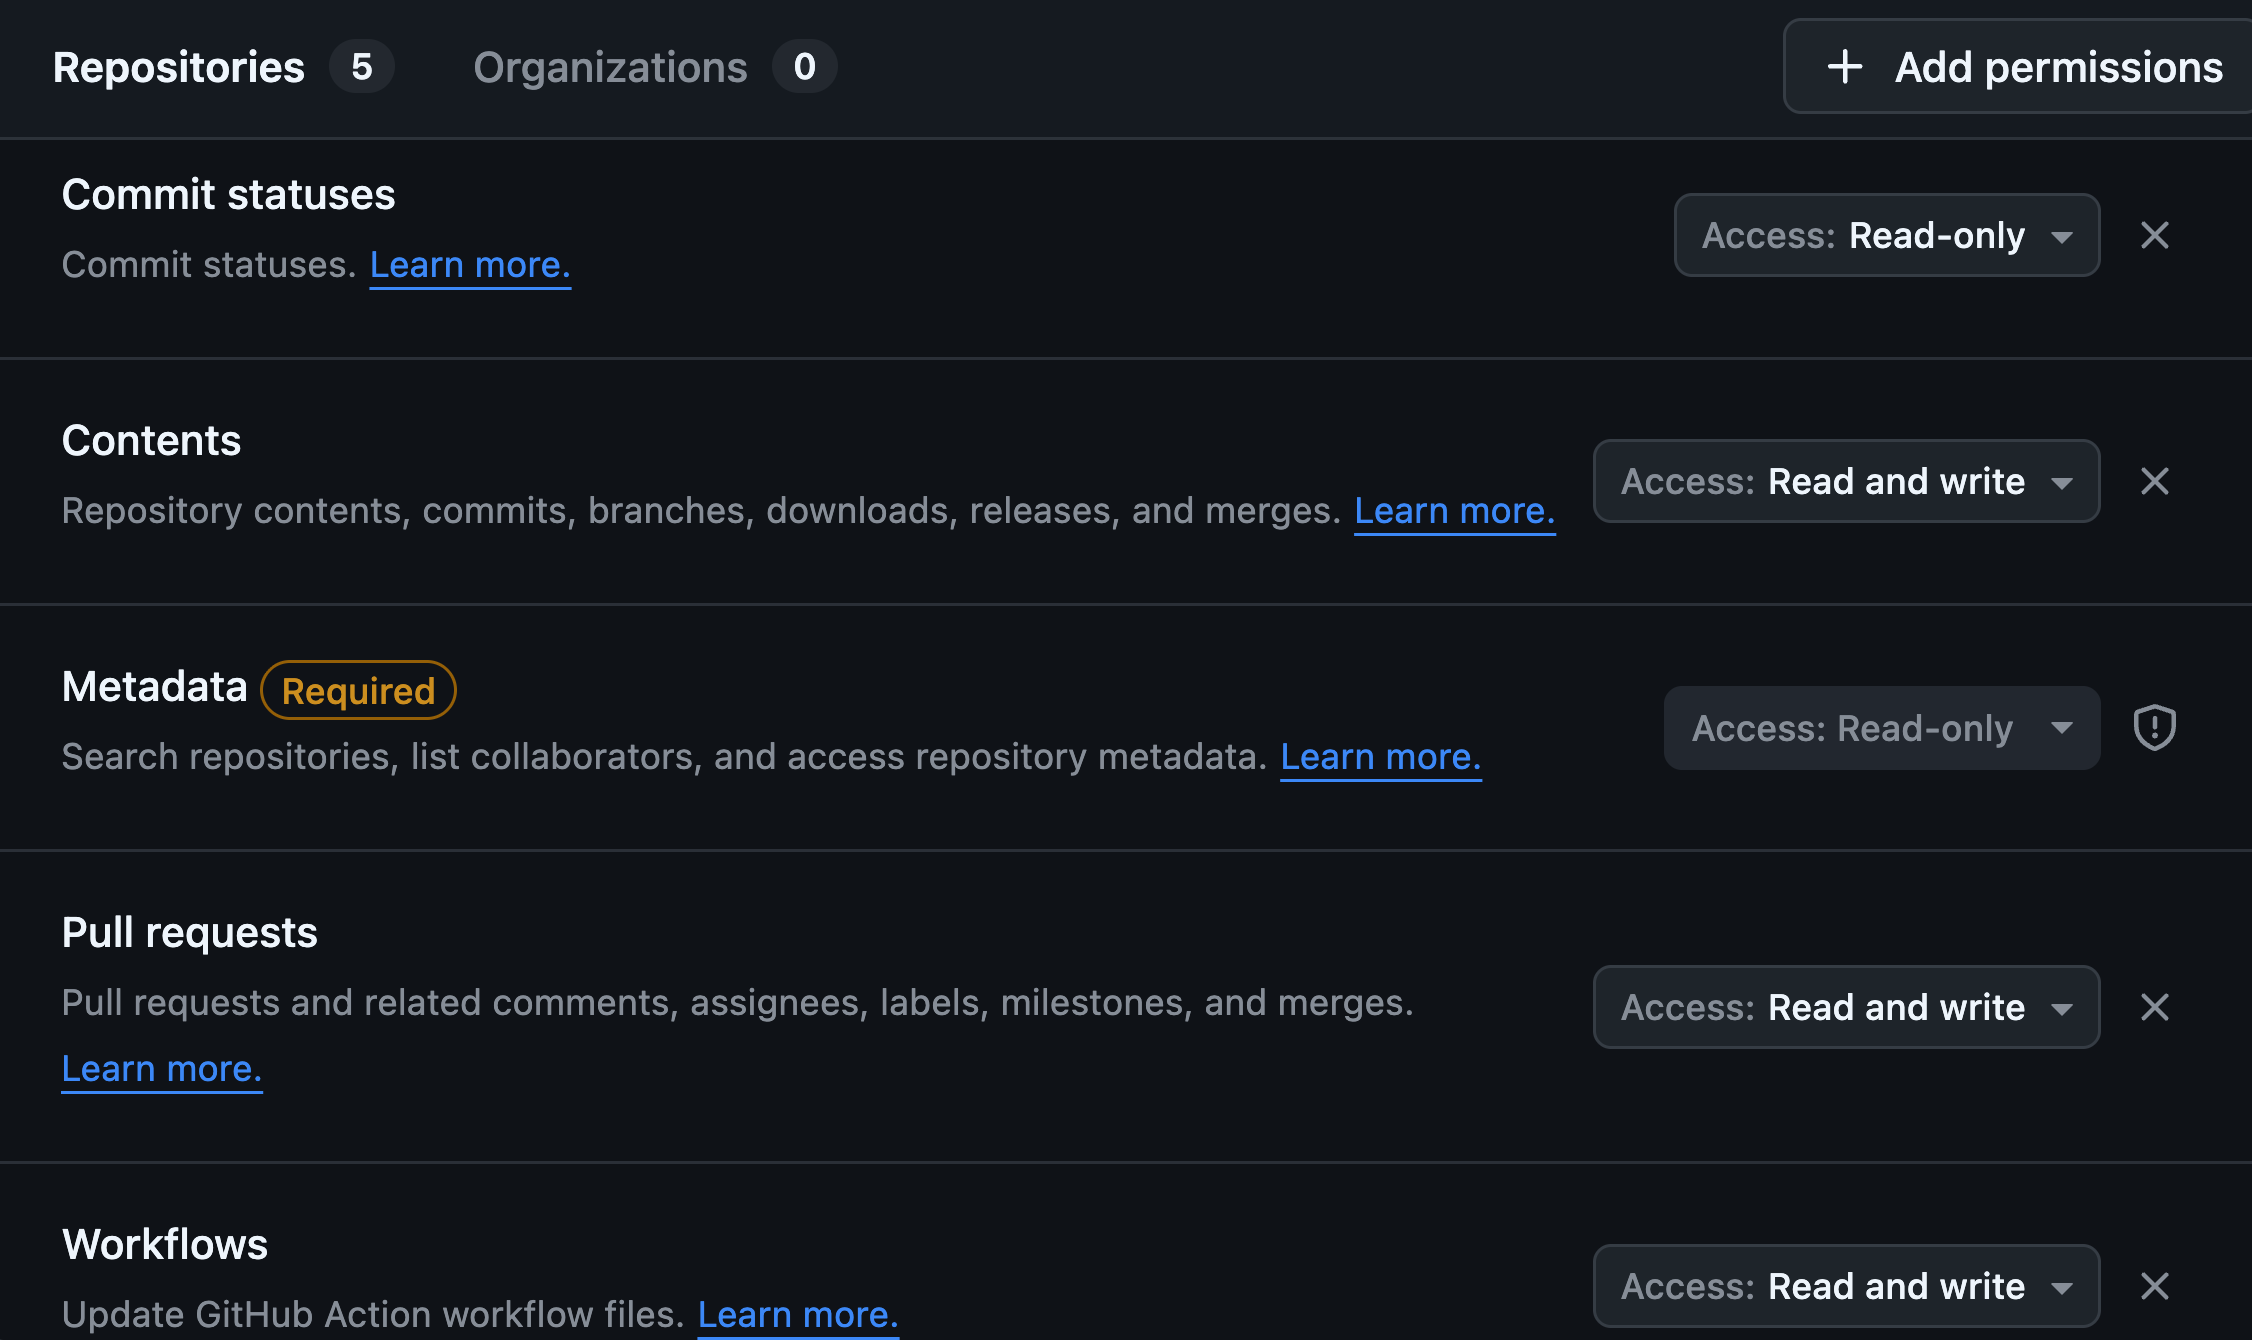 Repositories 5 Organizations 0 + Add permissions
Commit statuses
Commit statuses. Learn more.
Access: Read-only
Contents
Repository contents, commits, branches, downloads, releases, and merges. Learn more.
Access: Read and write
Metadata Required
Search repositories, list collaborators, and access repository metadata. Learn more.
Access: Read-only
Pull requests
Pull requests and related comments, assignees, labels, milestones, and merges.
Learn more.
Access: Read and write
Workflows
Update GitHub Action workflow files. Learn more.
Access: Read and write